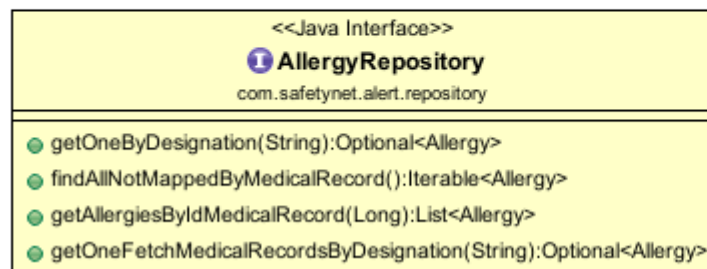 <<Java Interface>>
I AllergyRepository
com.safetynet.alert.repository
getOneByDesignation(String):Optional<Allergy>
findAllNotMappedByMedicalRecord():Iterable<Allergy>
getAllergiesByIdMedicalRecord(Long):List<Allergy>
getOneFetchMedicalRecordsByDesignation(String):Optional<Allergy>